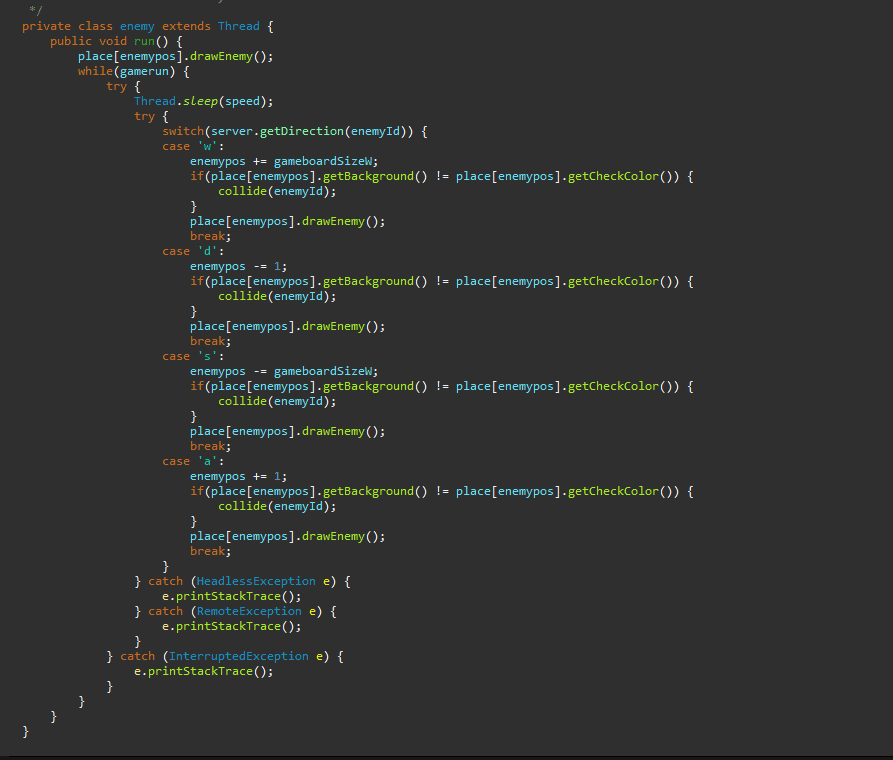 */
private class enemy extends Thread {
public void run() {
place[enemypos].drawEnemy();
while(gamerun) {
try {
Thread.sleep(speed);
try {
switch(server.getDirection(enemyId)) {
case 'w':
enemypos += gameboardSizeW;
if(place[enemypos].getBackground() != place[enemypos].getCheckColor()) {
collide(enemyId);
}
place[enemypos].drawEnemy();
break;
case 'd':
enemypos -= 1;
if(place[enemypos].getBackground() != place[enemypos].getCheckColor()) {
collide(enemyId);
}
place[enemypos].drawEnemy();
break;
case 's':
enemypos -= gameboardSizeW;
if(place[enemypos].getBackground() != place[enemypos].getCheckColor()) {
collide(enemyId);
}
place[enemypos].drawEnemy();
break;
case 'a':
enemypos += 1;
if(place[enemypos].getBackground() != place[enemypos].getCheckColor()) {
collide(enemyId);
}
place[enemypos].drawEnemy();
break;
}
} catch (HeadlessException e) {
e.printStackTrace();
} catch (RemoteException e) {
e.printStackTrace();
}
} catch (InterruptedException e) {
e.printStackTrace();
}
}
}
}